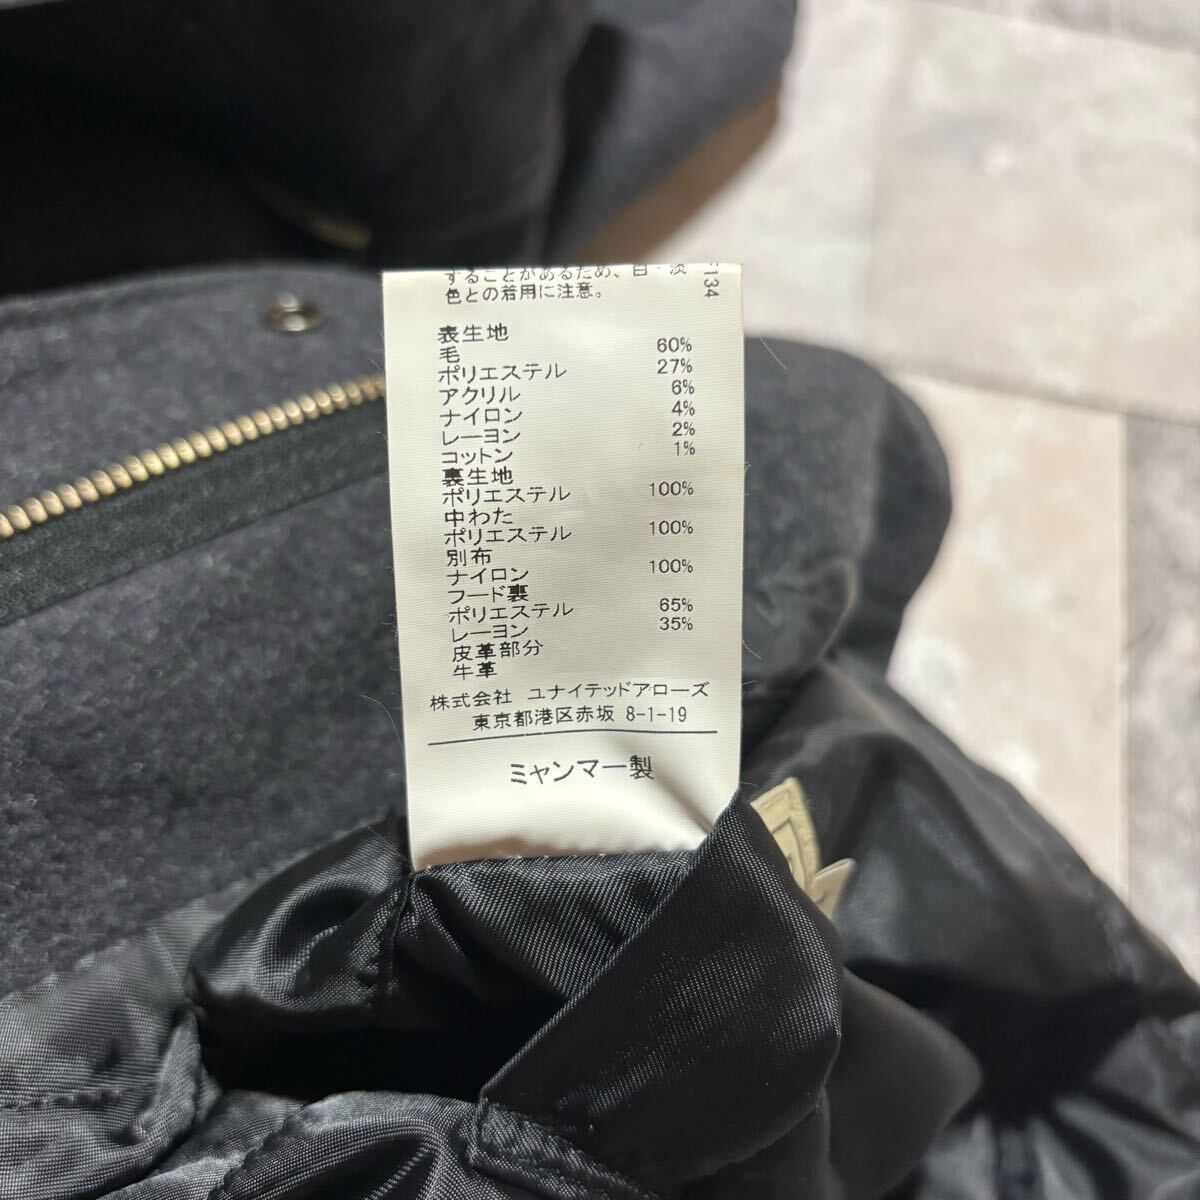 することがあるため、白・淡
色との着用に注意。
表生地
毛 60%
ポリエステル 27%
アクリル 6%
ナイロン 4%
レーヨン 2%
コットン 1%
裏生地
ポリエステル 100%
中わた
ポリエステル 100%
別布
ナイロン 100%
フード裏
ポリエステル 65%
レーヨン 35%
皮革部分
牛革
株式会社 ユナイテッドアローズ
東京都港区赤坂 8-1-19
ミャンマー製
134